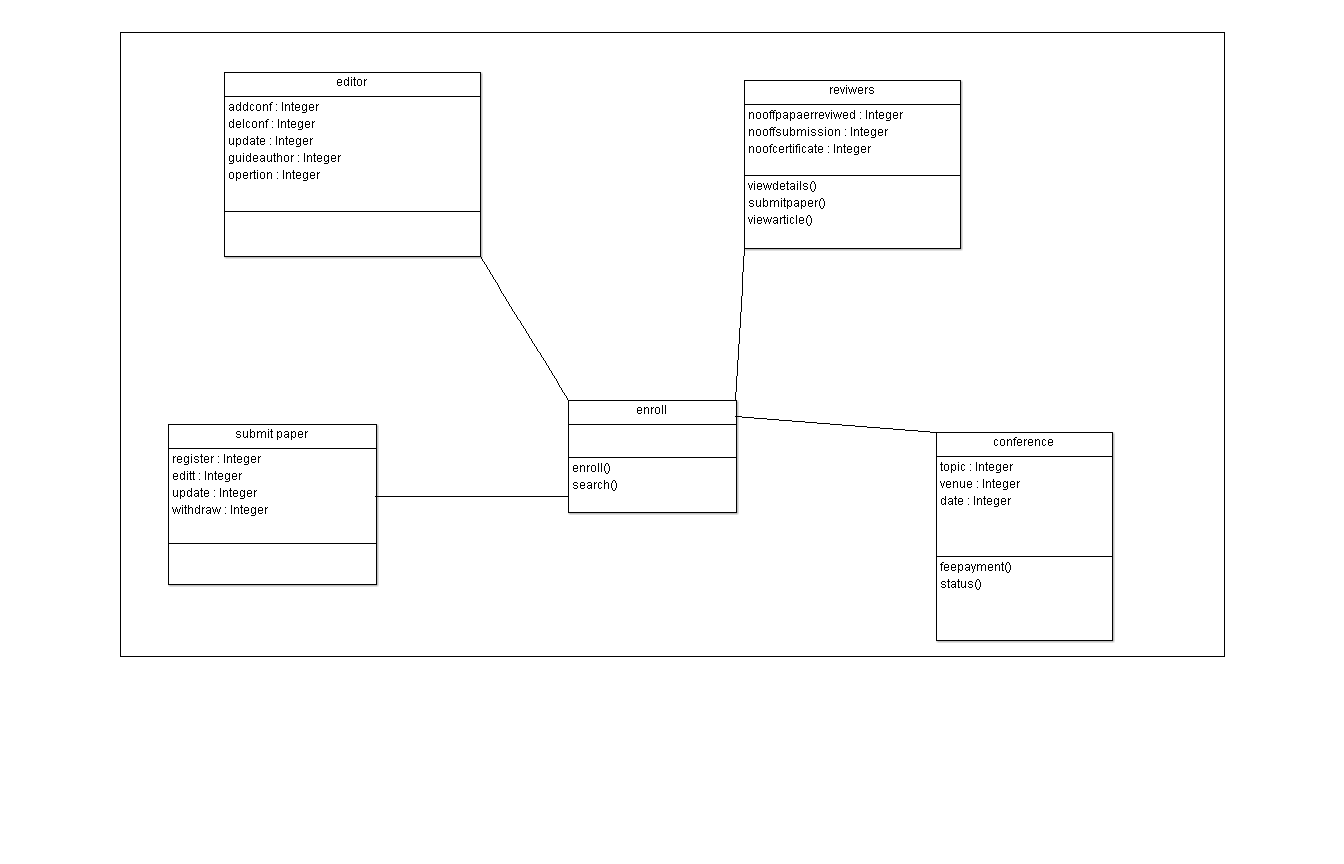 editor
addconf : Integer
delconf : Integer
update : Integer
guideauthor : Integer
opertion : Integer
reviwers
nooffpapaerreviwed : Integer
nooffsubmission : Integer
noofcertificate : Integer
viewdetails()
submitpaper()
viewarticle()
submit paper
register : Integer
editt : Integer
update : Integer
withdraw : Integer
enroll
enroll()
search()
conference
topic : Integer
venue : Integer
date : Integer
feepayment()
status()